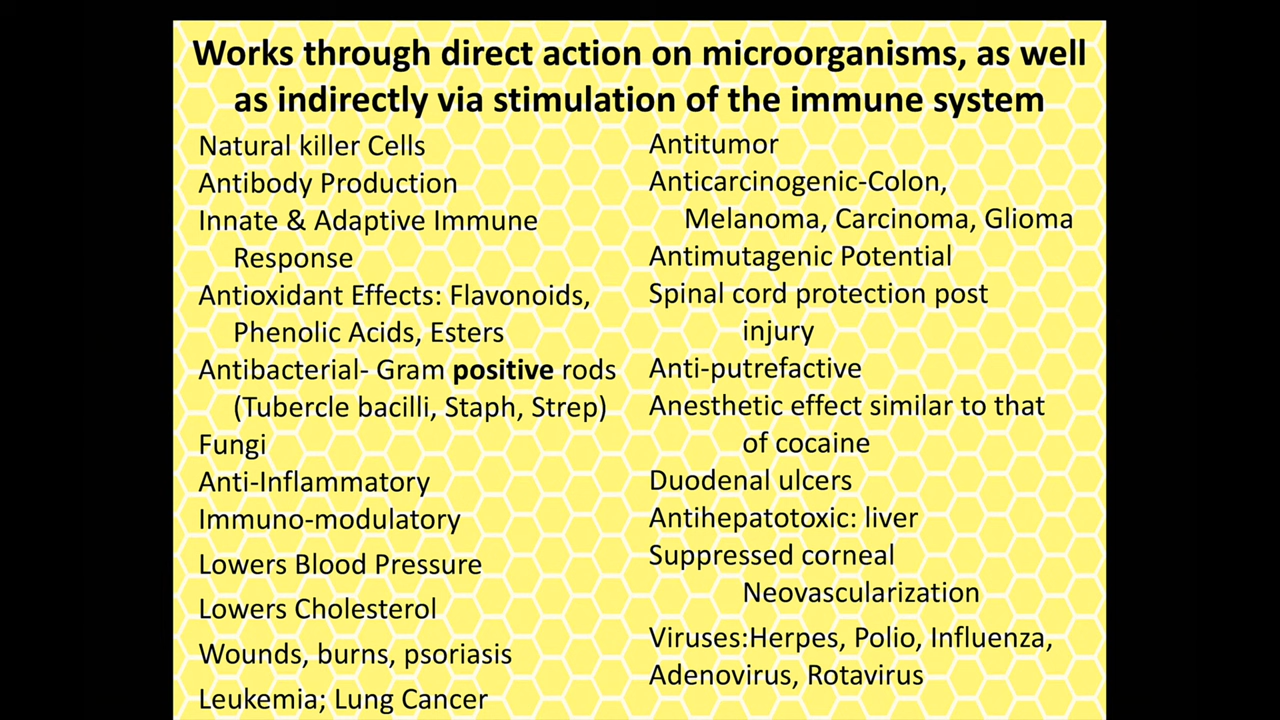 Works through direct action on microorganisms, as well
as indirectly via stimulation of the immune system
Natural killer Cells
Antibody Production
Innate & Adaptive Immune
Response
Antioxidant Effects: Flavonoids,
Phenolic Acids, Esters
Antibacterial- Gram positive rods
(Tubercle bacilli, Staph, Strep)
Fungi
Anti-Inflammatory
Immuno-modulatory
Lowers Blood Pressure
Lowers Cholesterol
Wounds, burns, psoriasis
Leukemia; Lung Cancer
Antitumor
Anticarcinogenic-Colon,
Melanoma, Carcinoma, Glioma
Antimutagenic Potential
Spinal cord protection post
injury
Anti-putrefactive
Anesthetic effect similar to that
of cocaine
Duodenal ulcers
Antihepatotoxic: liver
Suppressed corneal
Neovascularization
Viruses:Herpes, Polio, Influenza,
Adenovirus, Rotavirus